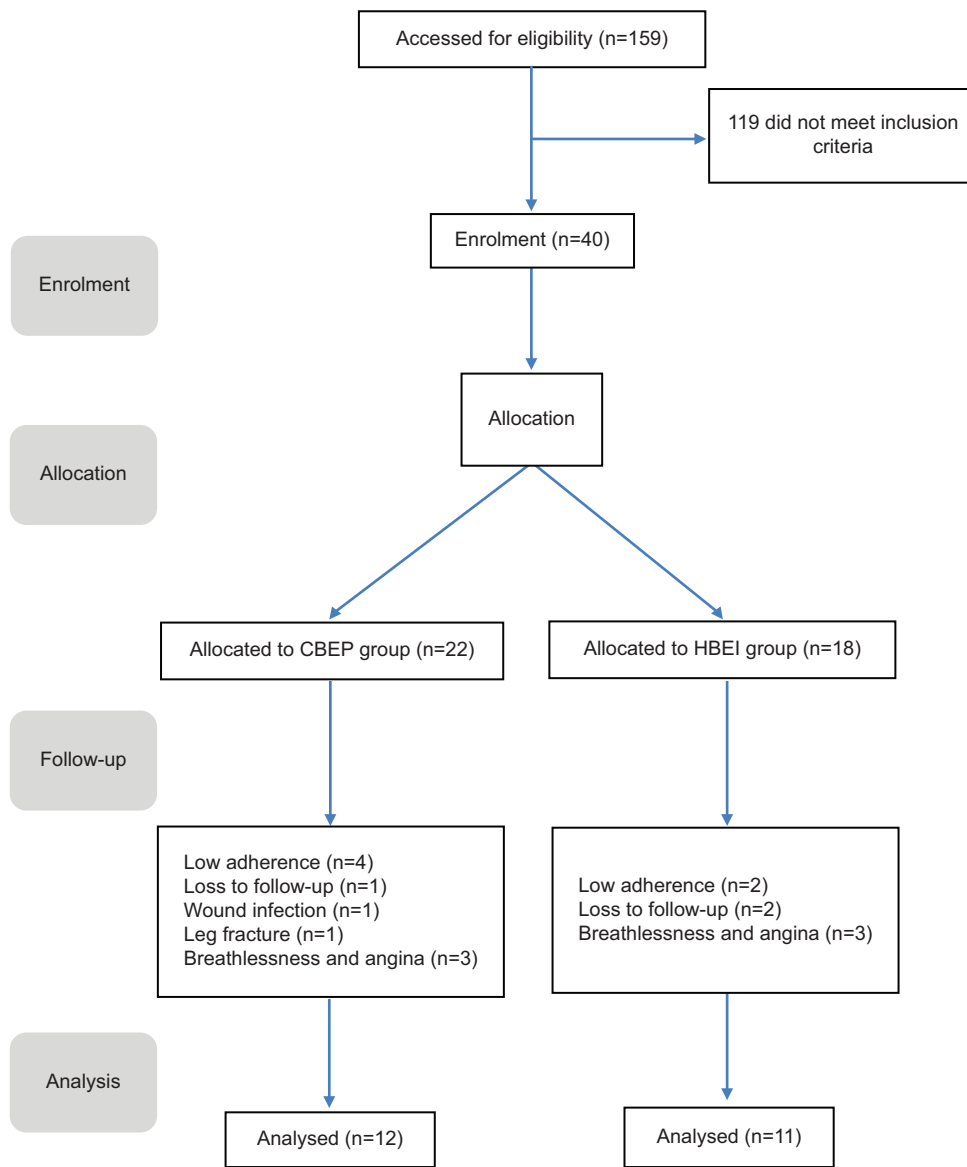 Accessed for eligibility (n=159)
119 did not meet inclusion
criteria
Enrolment (n=40)
Enrolment
Allocation
Allocation
Allocated to CBEP group (n=22)
Allocated to HBEI group (n=18)
Follow-up
Low adherence (n=4)
Loss to follow-up (n=1)
Wound infection (n=1)
Leg fracture (n=1)
Breathlessness and angina (n=3)
Low adherence (n=2)
Loss to follow-up (n=2)
Breathlessness and angina (n=3)
Analysis
Analysed (n=12)
Analysed (n=11)